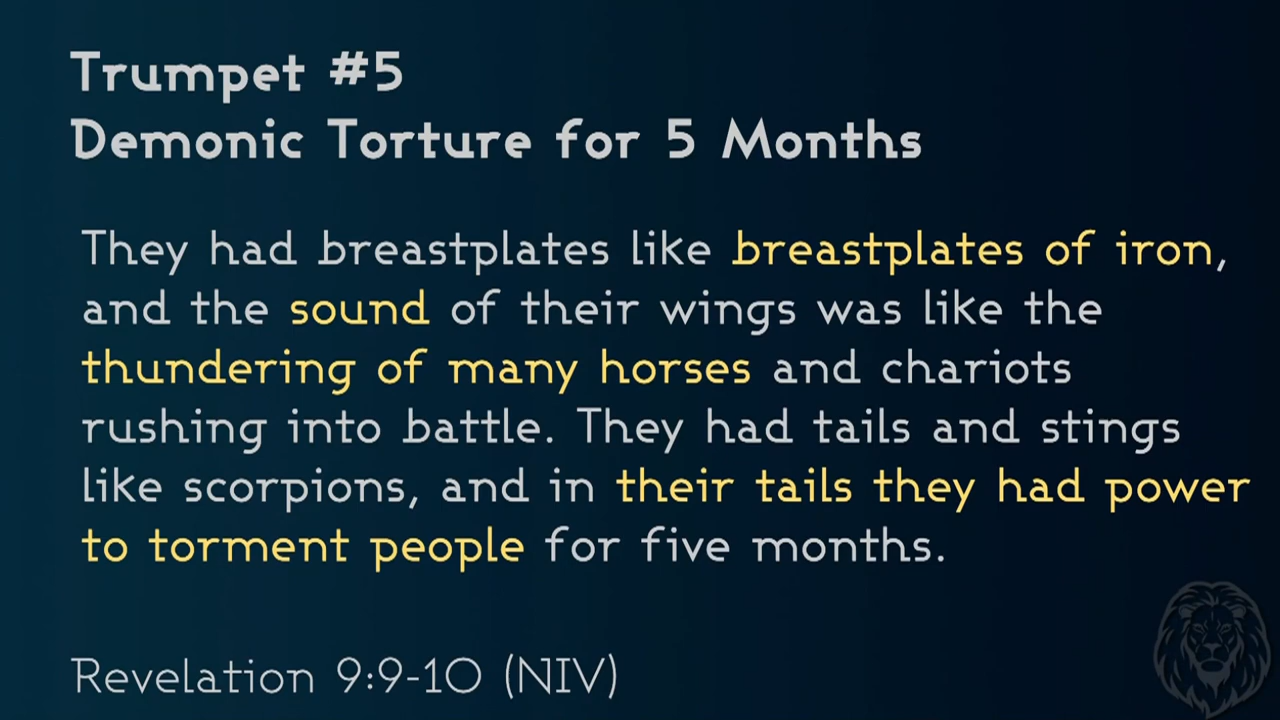 Trumpet #5
Demonic Torture for 5 Months
They had breastplates like breastplates of iron,
and the sound of their wings was like the
thundering of many horses and chariots
rushing into battle. They had tails and stings
like scorpions, and in their tails they had power
to torment people for five months.
Revelation 9:9-10 (NIV)